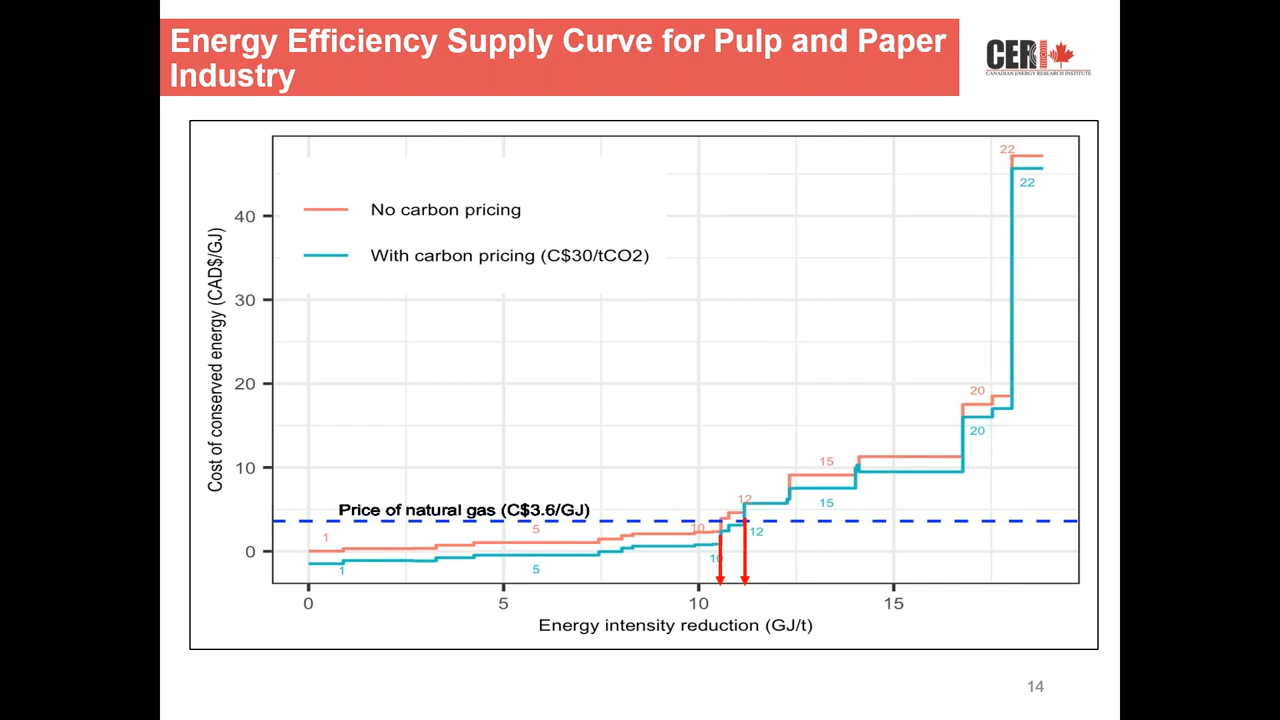 Energy Efficiency Supply Curve for Pulp and Paper
Industry
CERI
CANADIAN ENERGY RESEARCH INSTITUTE
Cost of conserved energy (CAD$/GJ)
40
30
20
10
0
No carbon pricing
With carbon pricing (C$30/tCO2)
Price of natural gas (C$3.6/GJ)
1
1
5
5
10
10
12
12
15
15
20
20
22
22
0
5
10
15
Energy intensity reduction (GJ/t)
14